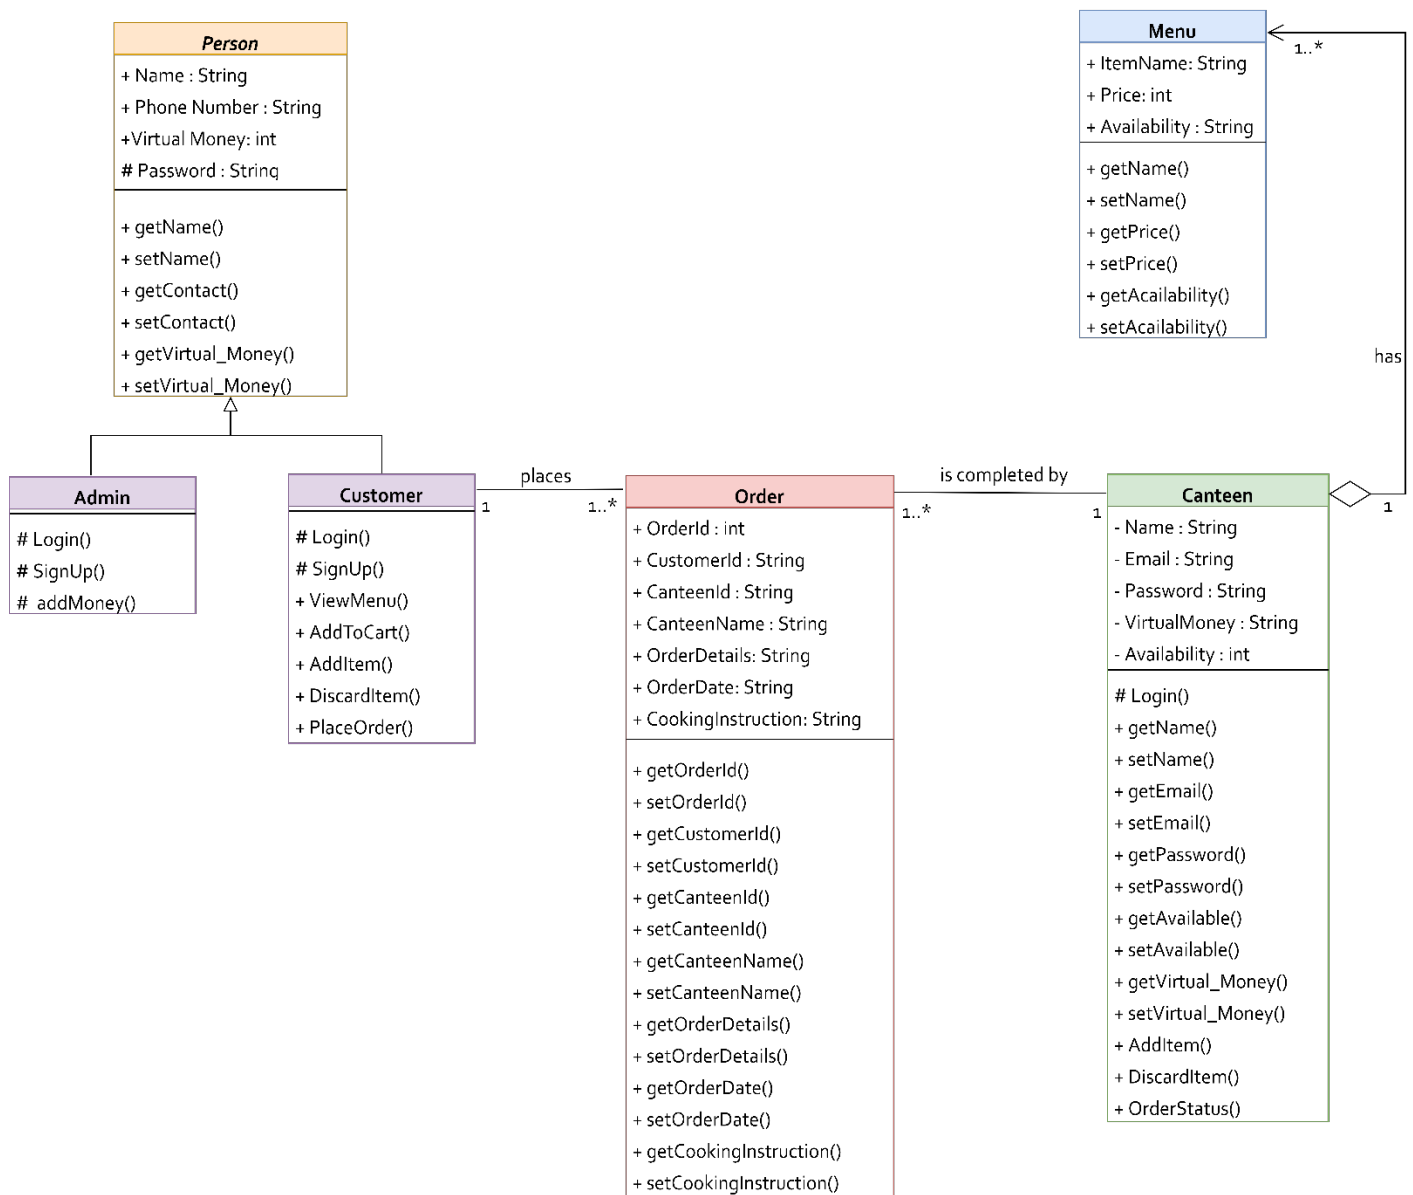 Person
+ Name : String
+ Phone Number : String
+Virtual Money: int
# Password : String
+ getName()
+ setName()
+ getContact()
+ setContact()
+ getVirtual_Money()
+ setVirtual_Money()
Menu
+ ItemName: String
+ Price: int
+ Availability : String
+ getName()
+ setName()
+ getPrice()
+ setPrice()
+ getAcailability()
+ setAcailability()
1..*
has
Admin
# Login()
# SignUp()
# addMoney()
Customer
# Login()
# SignUp()
+ ViewMenu()
+ AddToCart()
+ AddItem()
+ DiscardItem()
+ PlaceOrder()
places
1
1..*
Order
+ OrderId : int
+ CustomerId : String
+ CanteenId : String
+ CanteenName : String
+ OrderDetails: String
+ OrderDate: String
+ CookingInstruction: String
+ getOrderId()
+ setOrderId()
+ getCustomerId()
+ setCustomerId()
+ getCanteenId()
+ setCanteenId()
+ getCanteenName()
+ setCanteenName()
+ getOrderDetails()
+ setOrderDetails()
+ getOrderDate()
+ setOrderDate()
+ getCookingInstruction()
+ setCookingInstruction()
is completed by
1..*
1
Canteen
- Name : String
- Email : String
- Password : String
- VirtualMoney : String
- Availability : int
# Login()
+ getName()
+ setName()
+ getEmail()
+ setEmail()
+ getPassword()
+ setPassword()
+ getAvailable()
+ setAvailable()
+ getVirtual_Money()
+ setVirtual_Money()
+ AddItem()
+ DiscardItem()
+ OrderStatus()
1